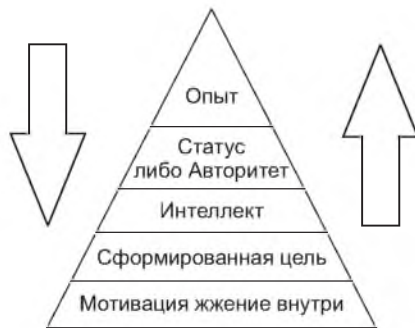 Опыт
Статус
либо Авторитет
Интеллект
Сформированная цель
Мотивация жжение внутри